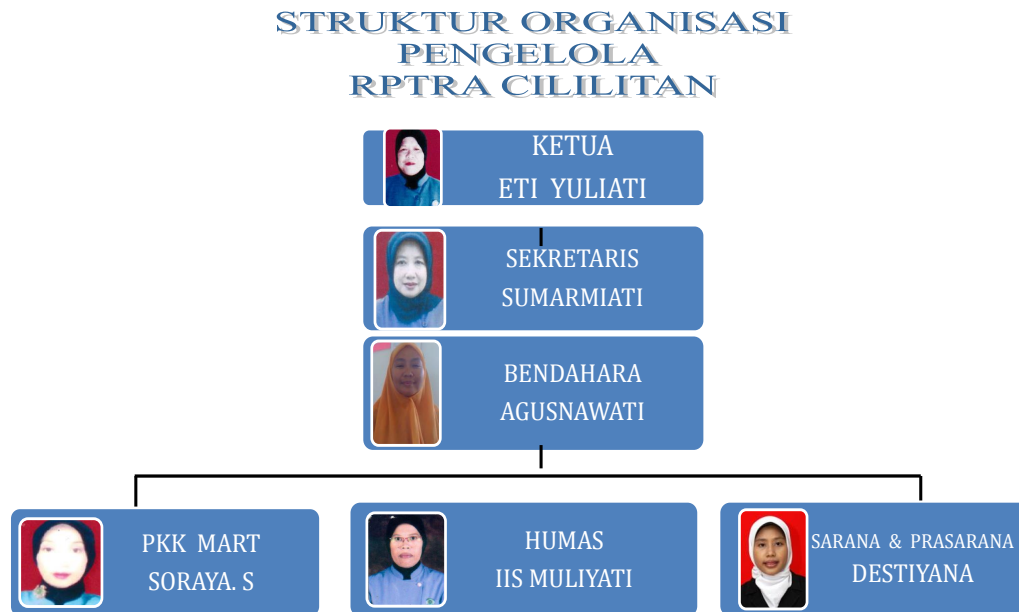 STRUKTUR ORGANISASI
PENGELOLA
RPTRA CILILITAN
KETUA
ETI YULIATI
SEKRETARIS
SUMARMIATI
BENDAHARA
AGUSNAWATI
PKK MART
SORAYA. S
HUMAS
IIS MULIYATI
SARANA & PRASARANA
DESTIYANA